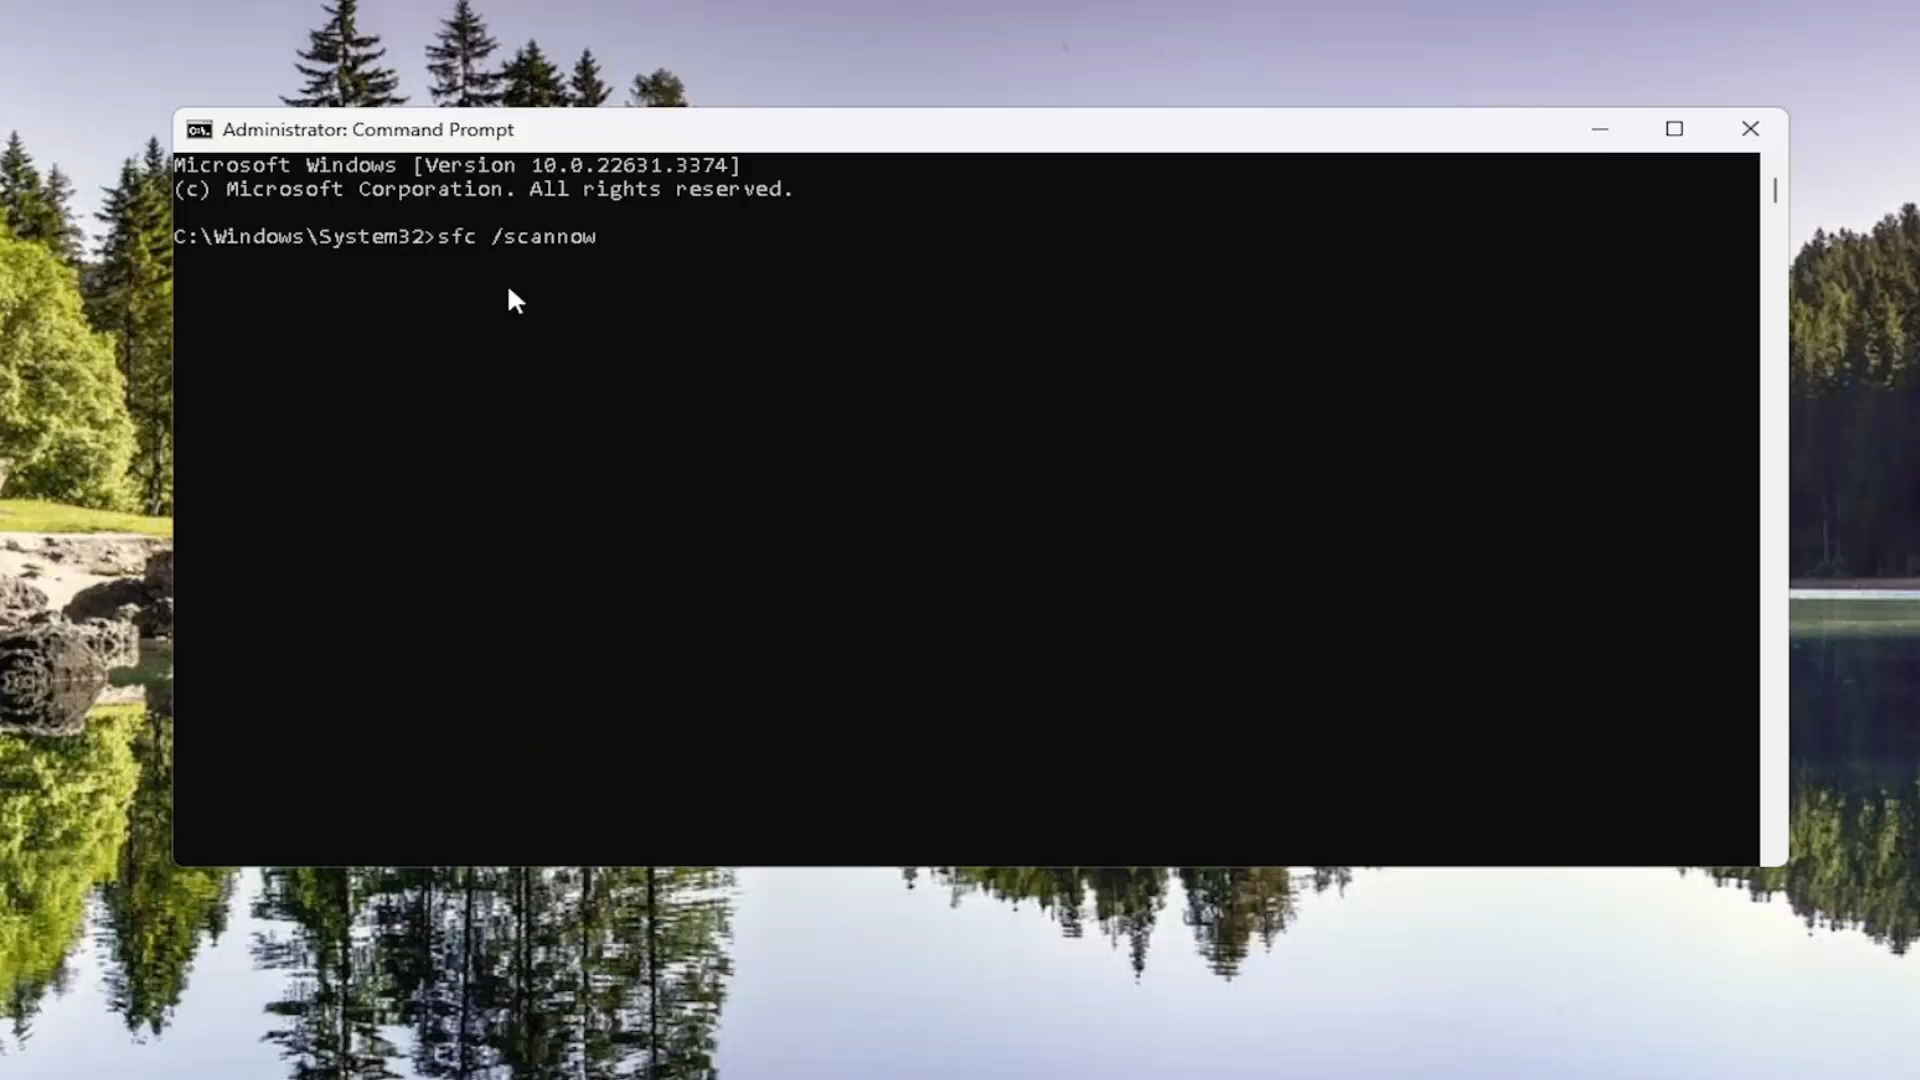 Administrator: Command Prompt
Microsoft Windows [Version 10.0.22631.3374]
(c) Microsoft Corporation. All rights reserved.
C:\Windows\System32>sfc /scannow